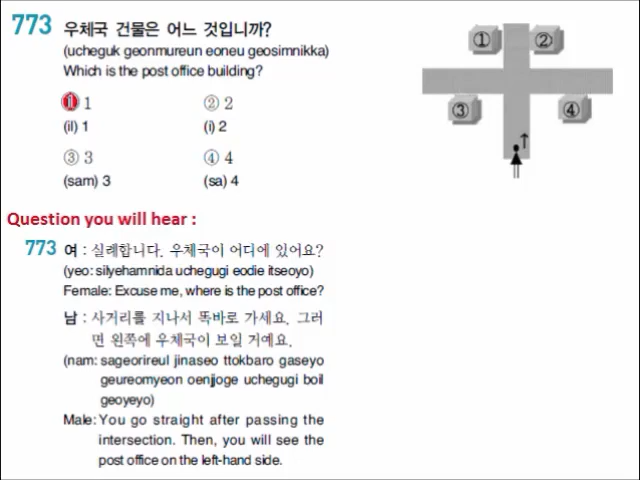 773 우체국 건물은 어느 것입니까?
(ucheguk geonmureun eoneu geosimnikka)
Which is the post office building?
① 1 ② 2
(il) 1 (i) 2
③ 3 ④ 4
(sam) 3 (sa) 4
① ②
③ ④
Question you will hear :
773 여 : 실례합니다. 우체국이 어디에 있어요?
(yeo: silyehamnida uchegugi eodie itseoyo)
Female: Excuse me, where is the post office?
남 : 사거리를 지나서 똑바로 가세요. 그러
면 왼쪽에 우체국이 보일 거예요.
(nam: sageorireul jinaseo ttokbaro gaseyo
geureomyeon oenjjoge uchegugi boil
geoyeyo)
Male: You go straight after passing the
intersection. Then, you will see the
post office on the left-hand side.